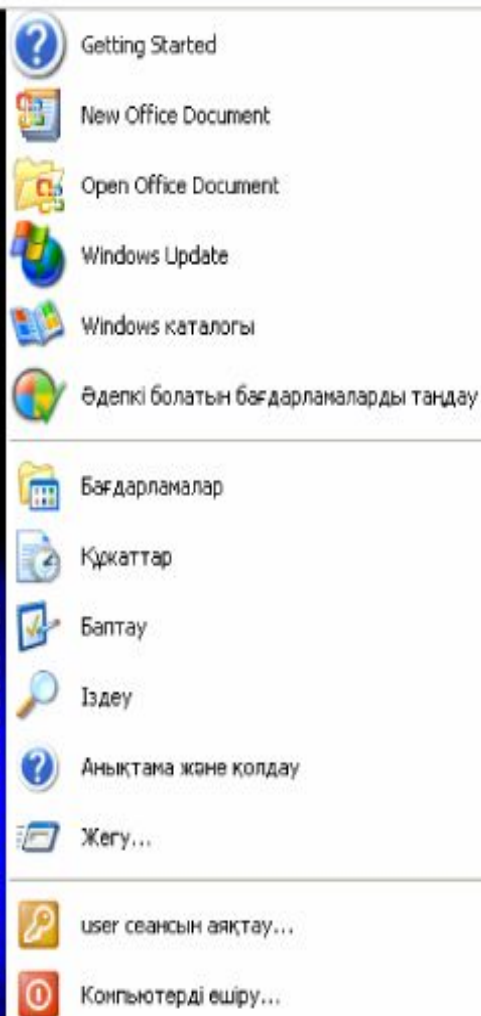 Getting Started
New Office Document
Open Office Document
Windows Update
Windows каталогы
Әдепкі болатын бағдарламаларды таңдау
Бағдарламалар
Құжаттар
Баптау
Іздеу
Анықтама және қолдау
Жегу...
user сеансын аяқтау...
Компьютерді өшіру...